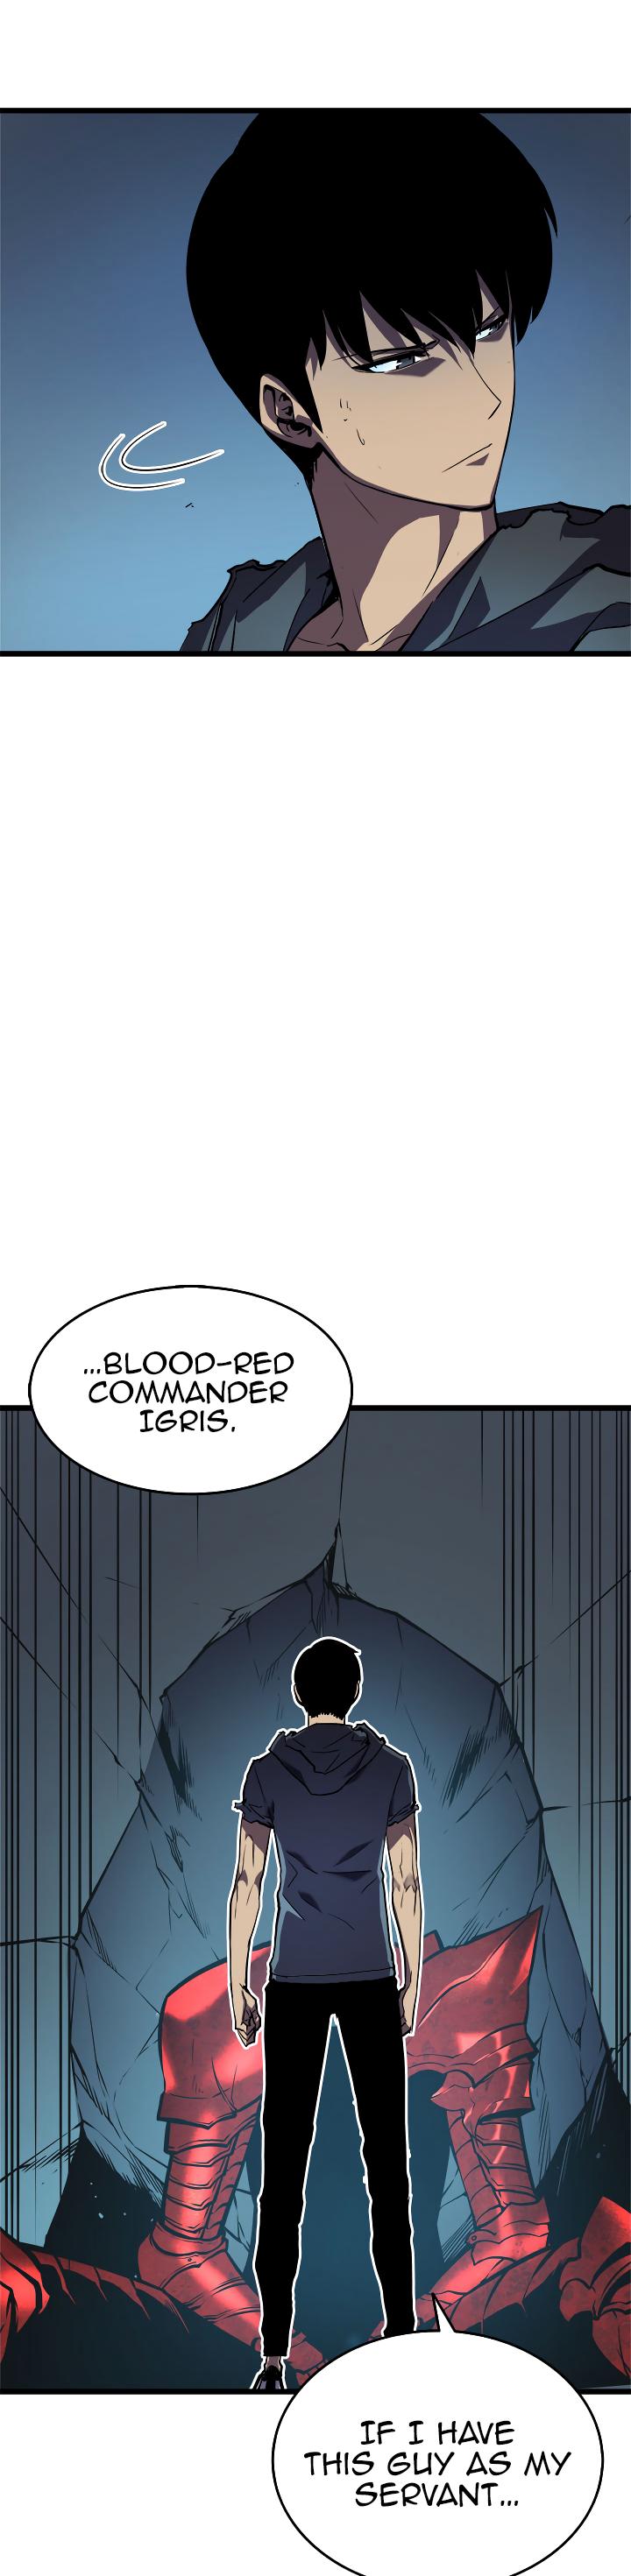 ...BLOOD-RED
COMMANDER
IGRIS.
IF I HAVE
THIS GUY AS MY
SERVANT...